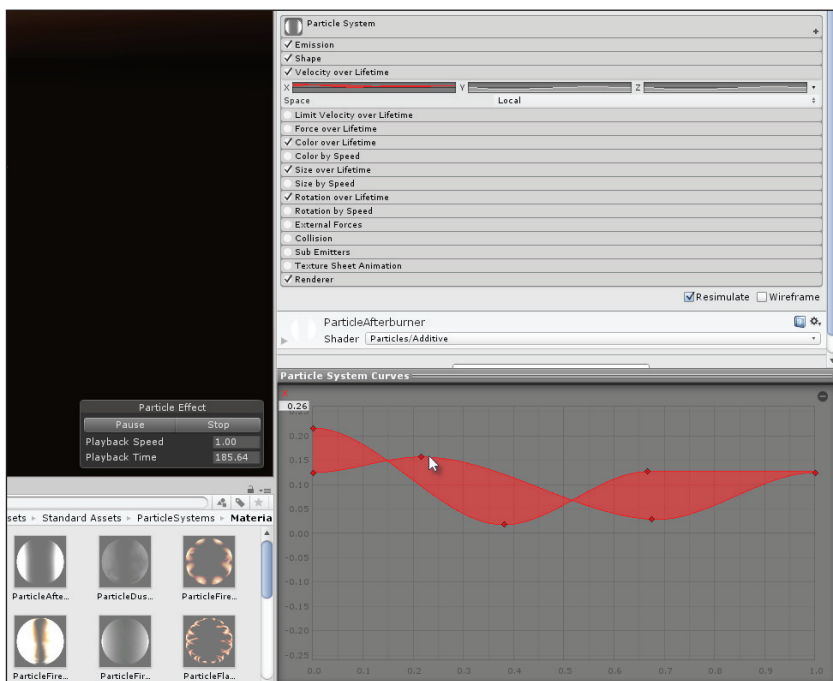 Particle System
Emission
Shape
Velocity over Lifetime
X Y Z
Space Local
Limit Velocity over Lifetime
Force over Lifetime
Color over Lifetime
Color by Speed
Size over Lifetime
Size by Speed
Rotation over Lifetime
Rotation by Speed
External Forces
Collision
Sub Emitters
Texture Sheet Animation
Renderer
Resimulate Wireframe
ParticleAfterburner
Shader Particles/Additive
Particle Effect
Pause Stop
Playback Speed 1.00
Playback Time 185.64
sets ▸ Standard Assets ▸ ParticleSystems ▸ Materia
ParticleAfte... ParticleDus... ParticleFire...
ParticleFire... ParticleFir... ParticleFla...
Particle System Curves
X
0.26
0.25
0.20
0.15
0.10
0.05
0.00
-0.05
-0.10
-0.15
-0.20
-0.25
0.0 0.1 0.2 0.3 0.4 0.5 0.6 0.7 0.8 0.9 1.0